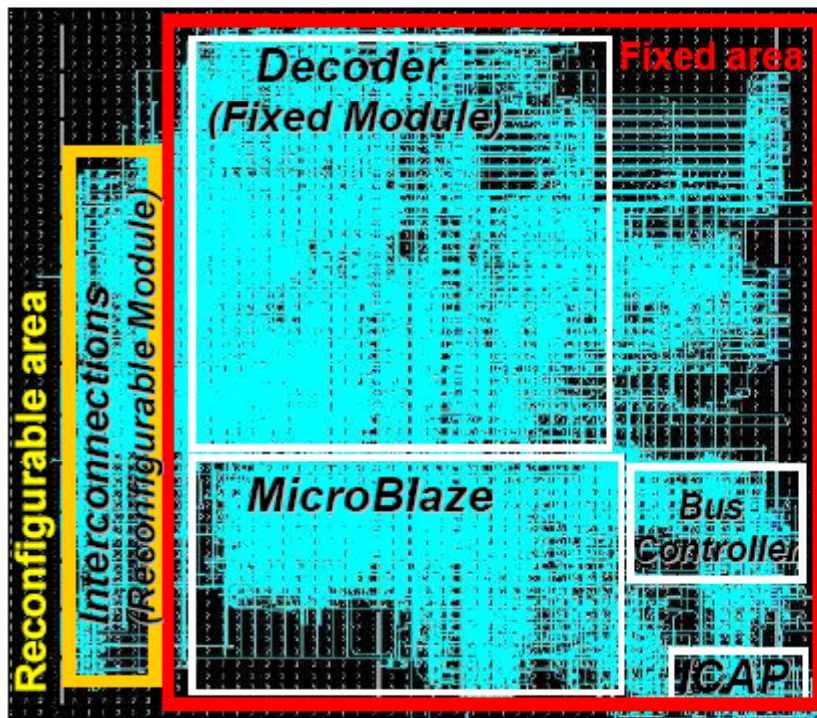 Decoder
(Fixed Module)
Fixed area
Reconfigurable area
Interconnections
(Reconfigurable Module)
MicroBlaze
Bus
Controller
ICAP